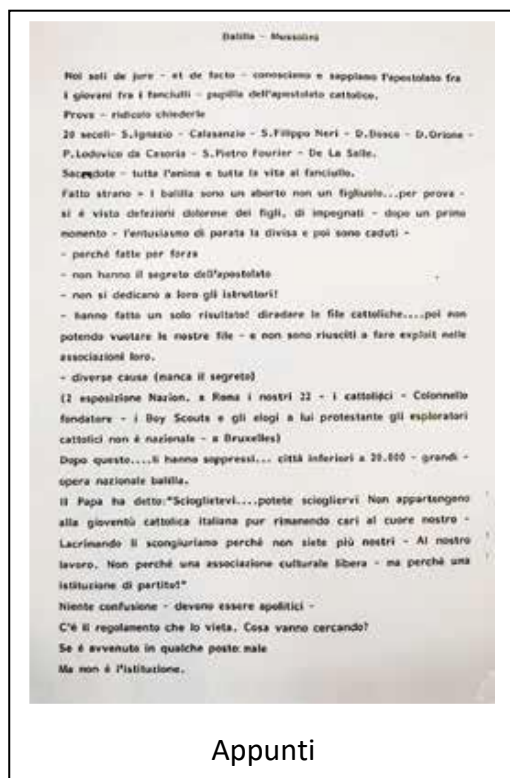 Balilla - Mussolini
Noi soli de jure - et de facto - conosciamo e sappiamo l'apostolato fra
i giovani fra i fanciulli - pupilla dell'apostolato cattolico.
Prova - ridicolo chiederle
20 secoli- S.Ignazio - Calasanzio - S.Filippo Neri - D.Bosco - D.Orione -
P.Lodovico da Casoria - S.Pietro Fourier - De La Salle.
Sacerdote - tutta l'anima e tutta la vita al fanciullo.
Fatto strano = i balilla sono un aborto non un figliuolo...per prova -
si è visto defezioni dolorose dei figli, di impegnati - dopo un primo
momento - l'entusiasmo di parata la divisa e poi sono caduti -
- perché fatte per forza
- non hanno il segreto dell'apostolato
- non si dedicano a loro gli istruttori!
- hanno fatto un solo risultato! diradare le file cattoliche....poi non
potendo vuotare le nostre file - e non sono riusciti a fare exploit nelle
associazioni loro.
- diverse cause (manca il segreto)
(2 esposizione Nazion. a Roma i nostri 22 - i cattolici - Colonnello
fondatore - i Boy Scouts e gli elogi a lui protestante gli esploratori
cattolici non è nazionale - a Bruxelles)
Dopo questo....li hanno soppressi... città inferiori a 20.000 - grandi -
opera nazionale balilla.
Il Papa ha detto:"Scioglietevi....potete sciogliervi Non appartengono
alla gioventù cattolica italiana pur rimanendo cari al cuore nostro -
Lacrimando li scongiuriamo perché non siete più nostri - Al nostro
lavoro. Non perché una associazione culturale libera - ma perché una
istituzione di partito!"
Niente confusione - devono essere apolitici -
C'è il regolamento che lo vieta. Cosa vanno cercando?
Se è avvenuto in qualche posto: male
Ma non è l'istituzione.
Appunti